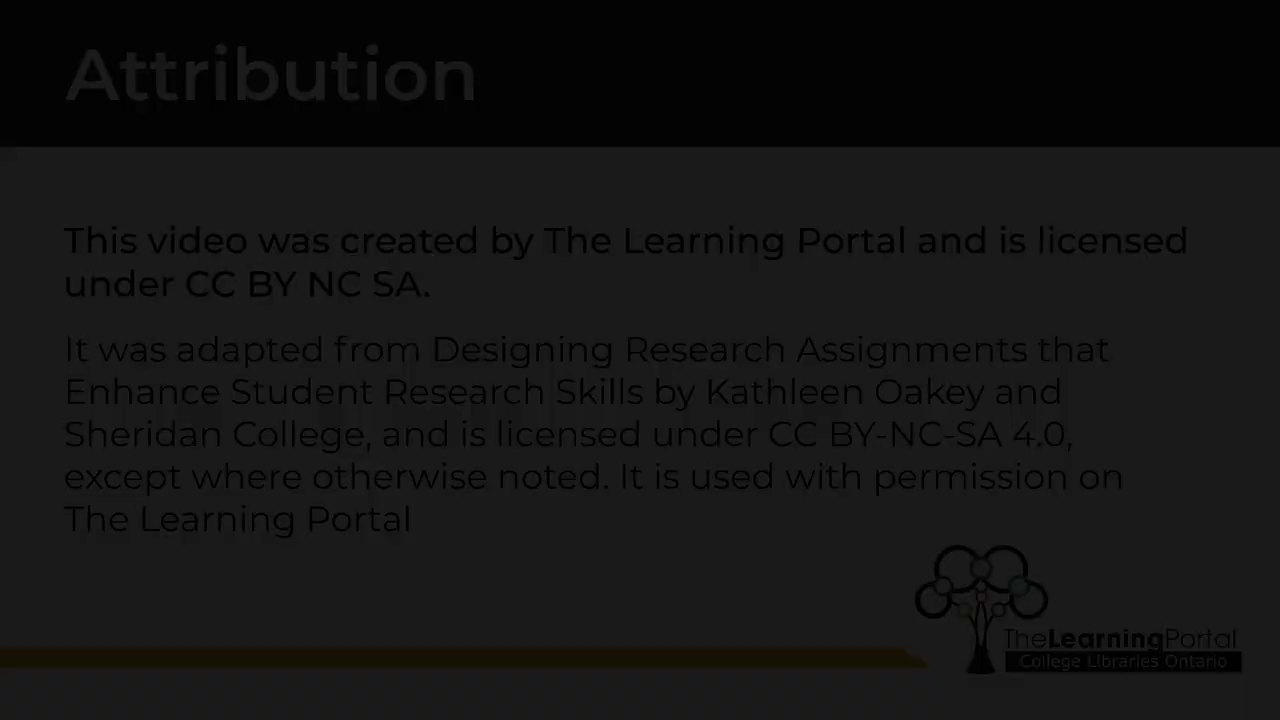 Attribution
This video was created by The Learning Portal and is licensed
under CC BY NC SA.
It was adapted from Designing Research Assignments that
Enhance Student Research Skills by Kathleen Oakey and
Sheridan College, and is licensed under CC BY-NC-SA 4.0,
except where otherwise noted. It is used with permission on
The Learning Portal
TheLearningPortal
College Libraries Ontario